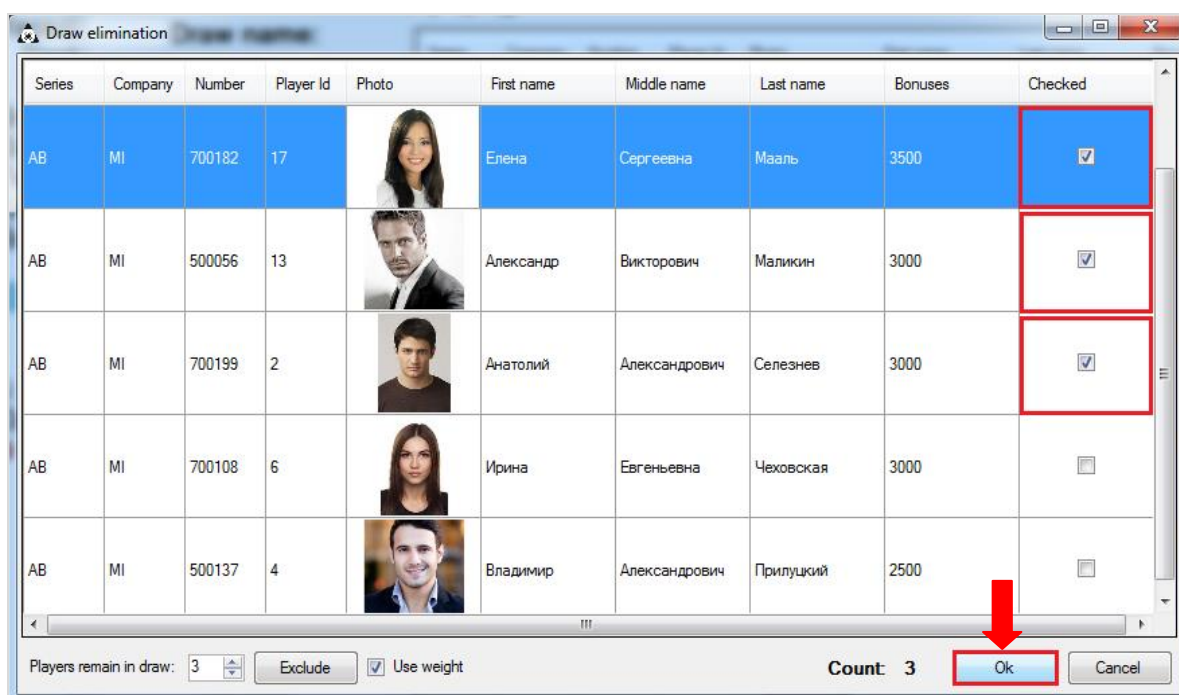 Draw elimination
Series Company Number Player Id Photo First name Middle name Last name Bonuses Checked
AB MI 700182 17 Елена Сергеевна Мааль 3500
AB MI 500056 13 Александр Викторович Маликин 3000
AB MI 700199 2 Анатолий Александрович Селезнев 3000
AB MI 700108 6 Ирина Евгеньевна Чеховская 3000
AB MI 500137 4 Владимир Александрович Прилуцкий 2500
Players remain in draw: 3 Exclude Use weight Count: 3 Ok Cancel